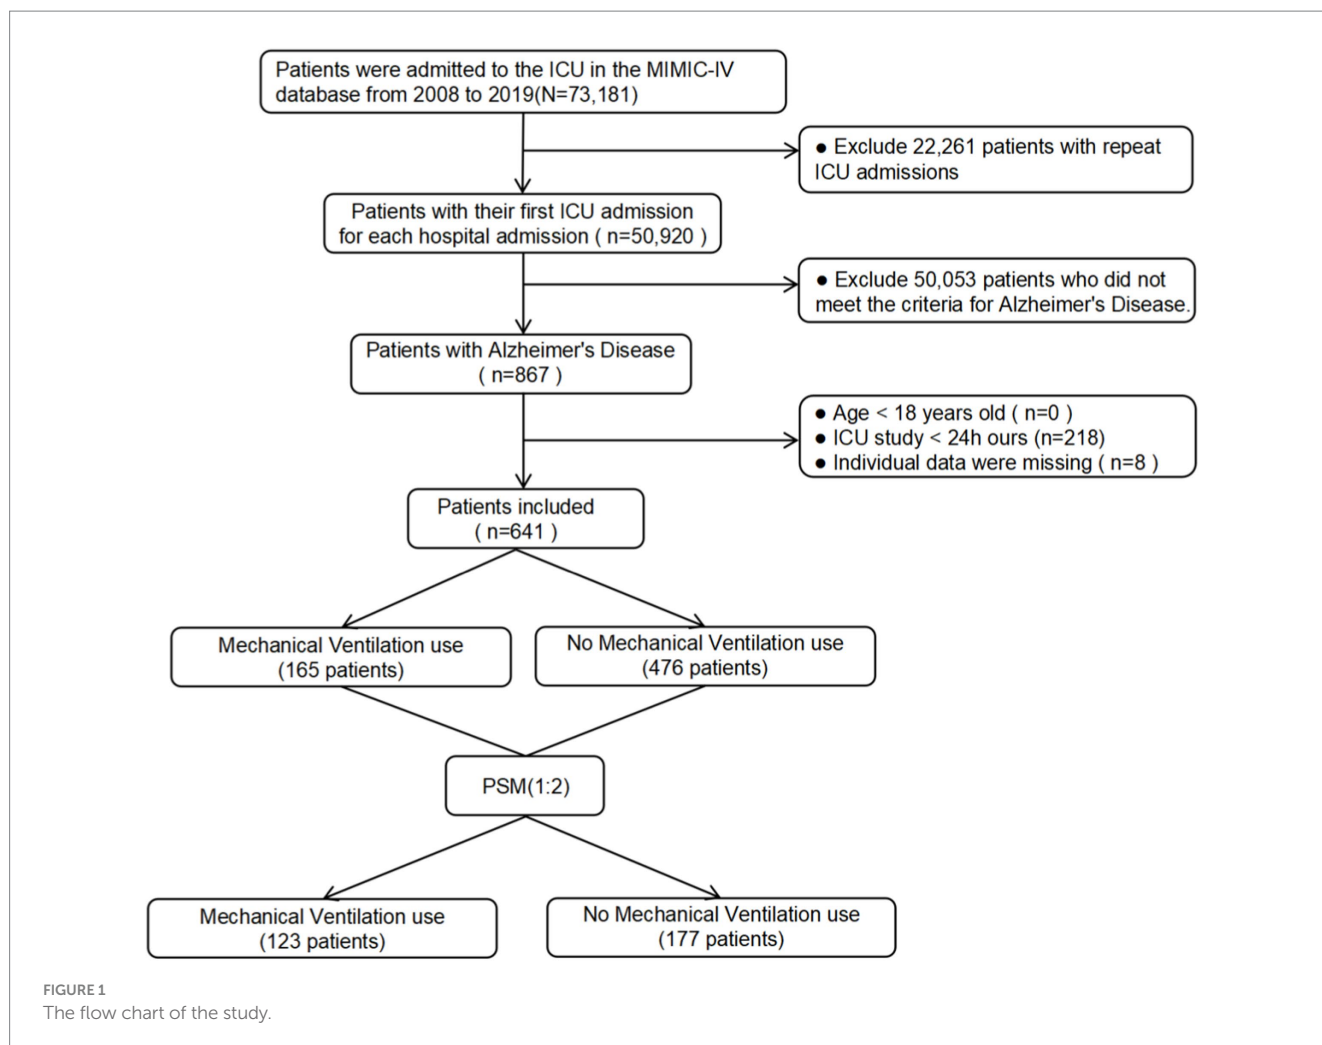 Patients were admitted to the ICU in the MIMIC-IV
database from 2008 to 2019(N=73,181)
● Exclude 22,261 patients with repeat
ICU admissions
Patients with their first ICU admission
for each hospital admission ( n=50,920 )
● Exclude 50,053 patients who did not
meet the criteria for Alzheimer's Disease.
Patients with Alzheimer's Disease
( n=867 )
● Age < 18 years old ( n=0 )
● ICU study < 24h ours (n=218)
● Individual data were missing ( n=8 )
Patients included
( n=641 )
Mechanical Ventilation use
(165 patients)
No Mechanical Ventilation use
(476 patients)
PSM(1:2)
Mechanical Ventilation use
(123 patients)
No Mechanical Ventilation use
(177 patients)
FIGURE 1
The flow chart of the study.